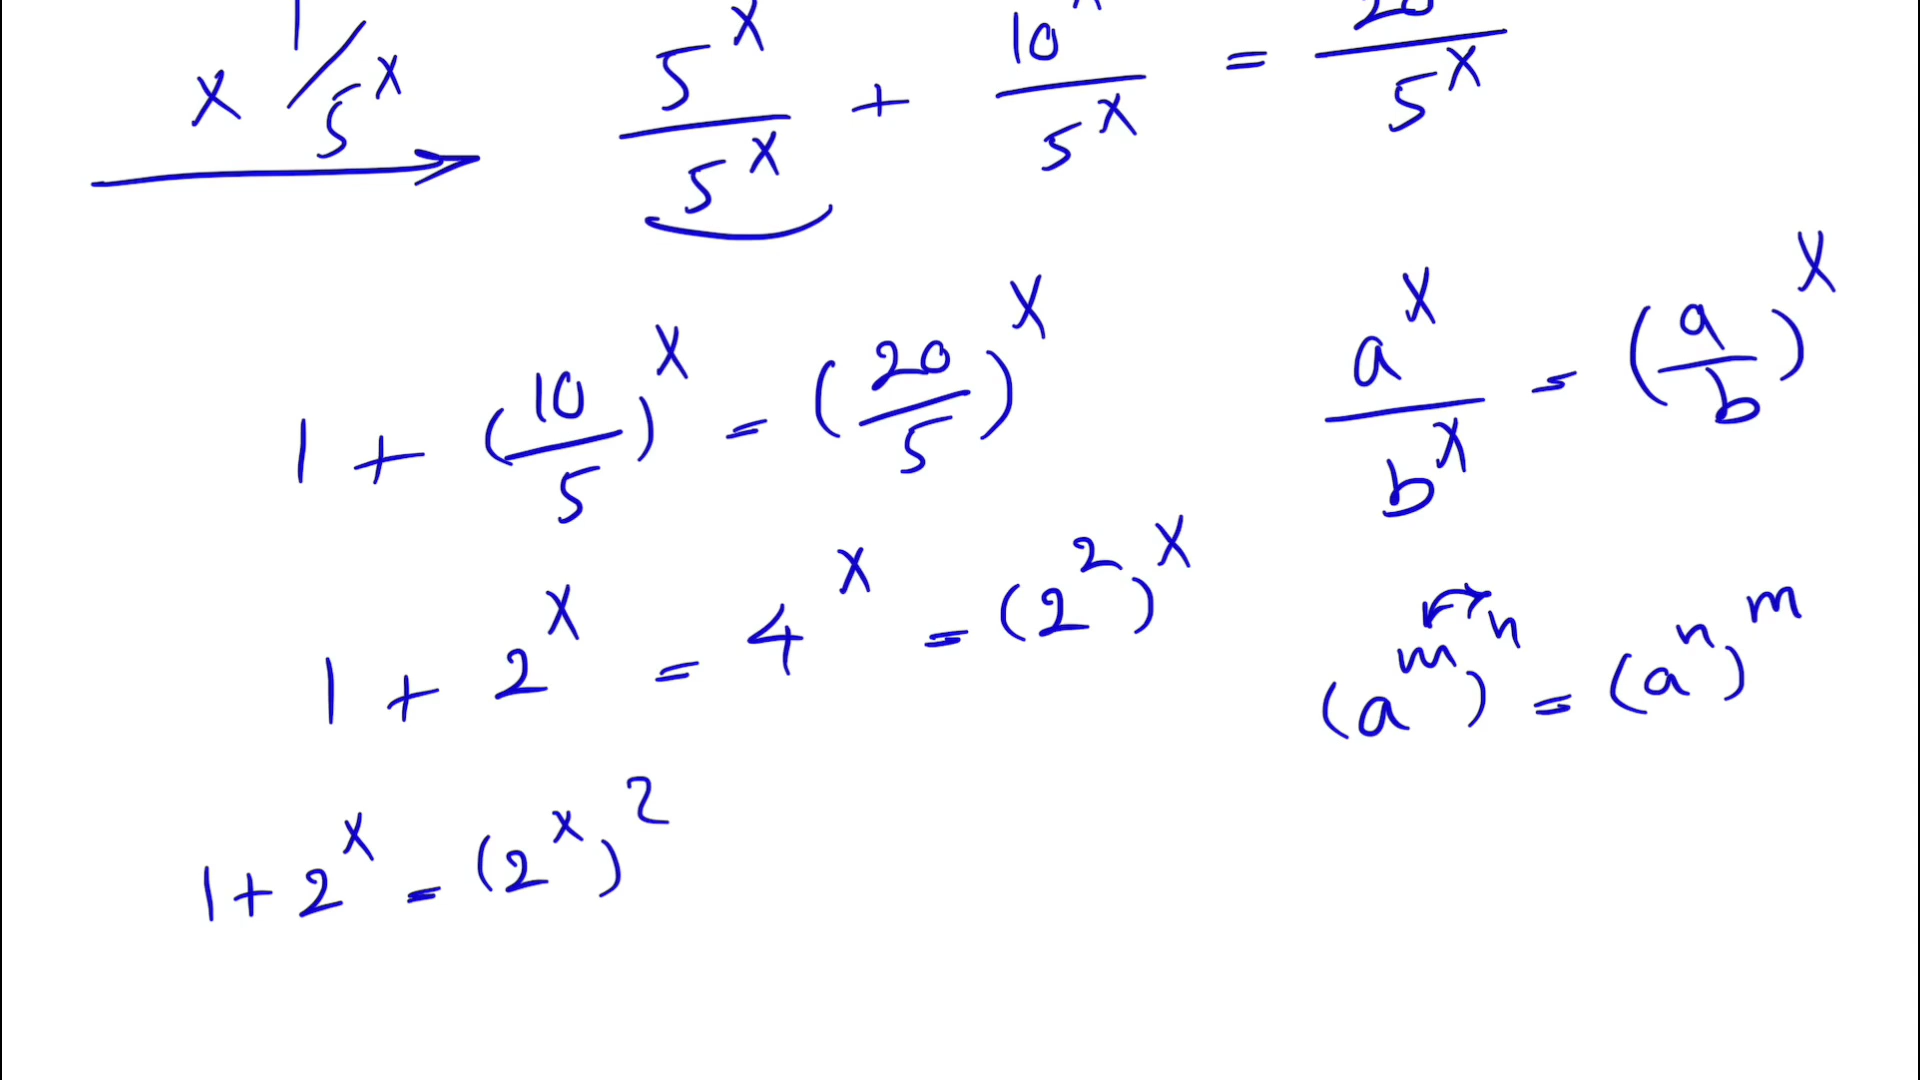 x 1/5^x → 5^x/5^x + 10^x/5^x = 20/5^x
1 + (10/5)^x = (20/5)^x
a^x/b^x = (a/b)^x
1 + 2^x = 4^x = (2^2)^x
(a^m)^n = (a^n)^m
1 + 2^x = (2^x)^2